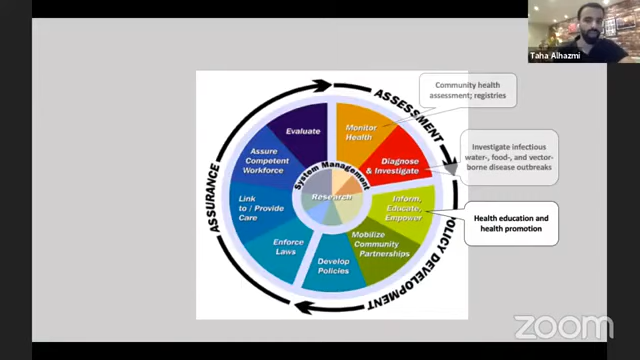 Taha Alhazmi
Community health
assessment; registries
ASSESSMENT
Evaluate
Monitor
Health
Investigate infectious
water-, food-, and vector-
borne disease outbreaks
Assure
Competent
Workforce
Diagnose
& Investigate
System Management
ASSURANCE
Link
to / Provide
Care
Research
Inform,
Educate,
Empower
Health education and
health promotion
Enforce
Laws
Develop
Policies
Mobilize
Community
Partnerships
POLICY DEVELOPMENT
zoom